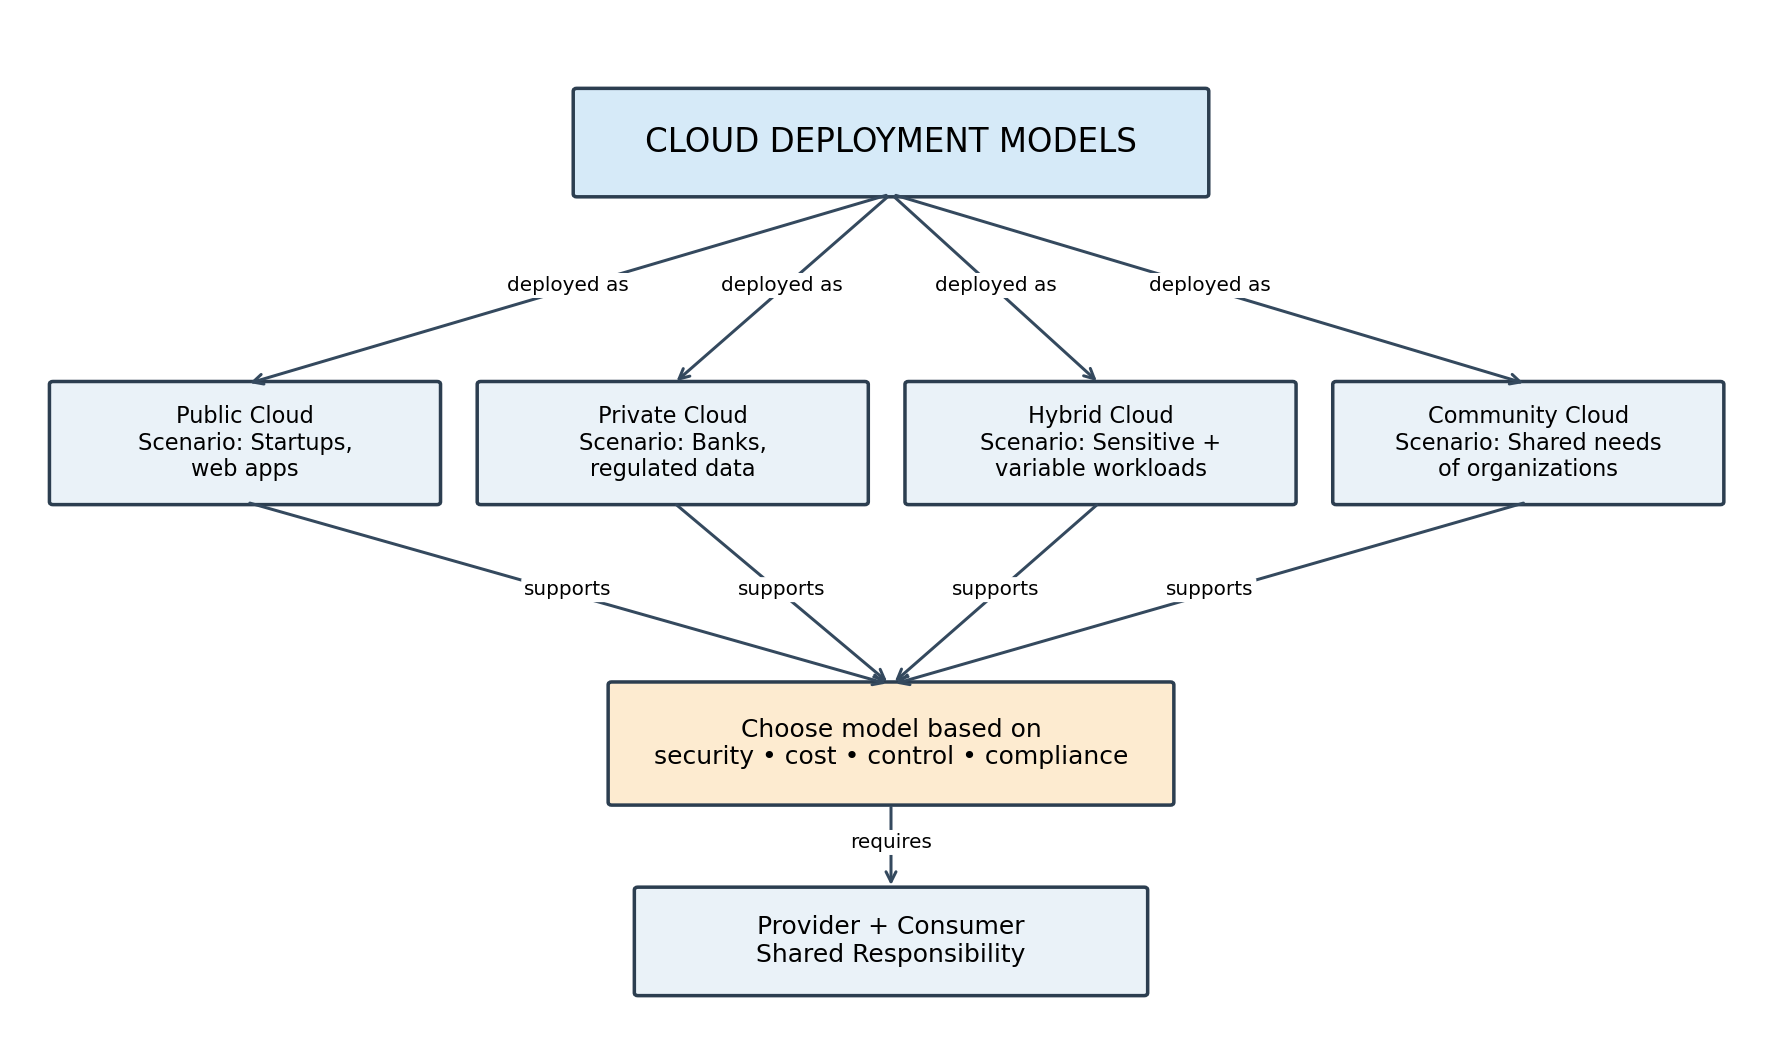 CLOUD DEPLOYMENT MODELS
deployed as
deployed as
deployed as
deployed as
Public Cloud
Scenario: Startups,
web apps
Private Cloud
Scenario: Banks,
regulated data
Hybrid Cloud
Scenario: Sensitive +
variable workloads
Community Cloud
Scenario: Shared needs
of organizations
supports
supports
supports
supports
Choose model based on
security • cost • control • compliance
requires
Provider + Consumer
Shared Responsibility